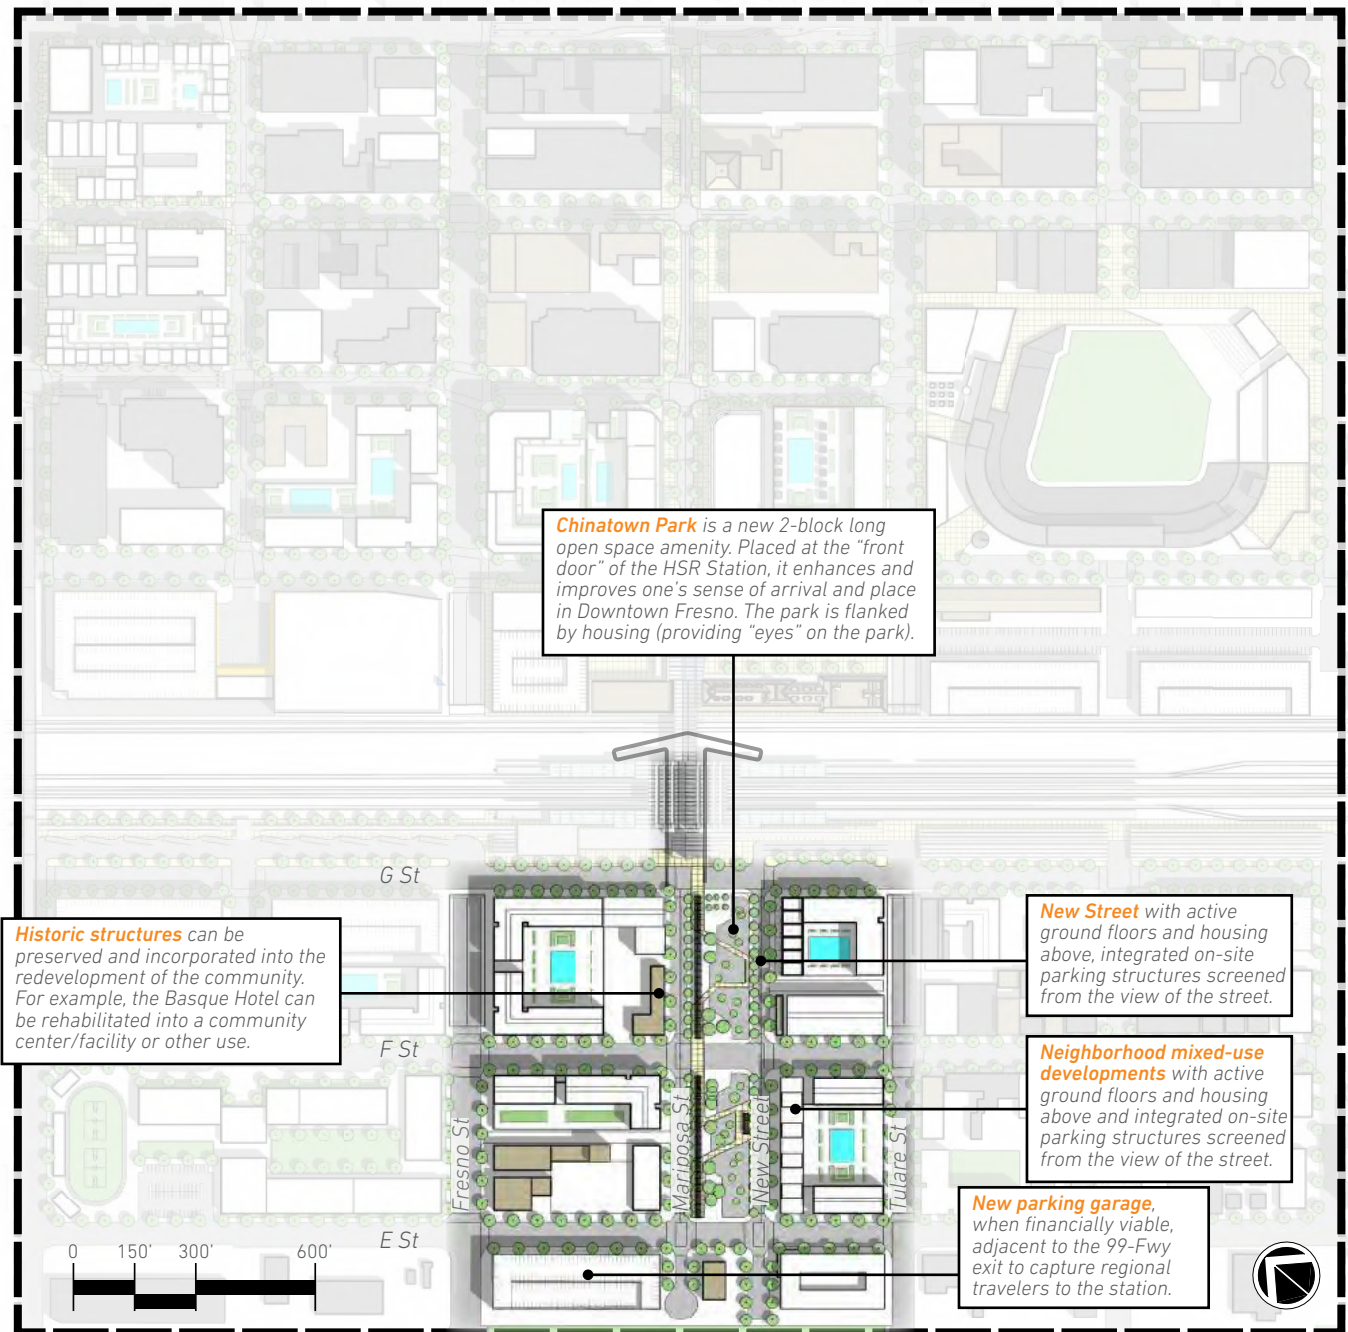 Chinatown Park is a new 2-block long
open space amenity. Placed at the “front
door” of the HSR Station, it enhances and
improves one’s sense of arrival and place
in Downtown Fresno. The park is flanked
by housing (providing “eyes” on the park).
G St
Historic structures can be
preserved and incorporated into the
redevelopment of the community.
For example, the Basque Hotel can
be rehabilitated into a community
center/facility or other use.
New Street with active
ground floors and housing
above, integrated on-site
parking structures screened
from the view of the street.
F St
Neighborhood mixed-use
developments with active
ground floors and housing
above and integrated on-site
parking structures screened
from the view of the street.
Fresno St
Mariposa St
New Street
Tulare St
New parking garage,
when financially viable,
adjacent to the 99-Fwy
exit to capture regional
travelers to the station.
E St
0 150’ 300’ 600’